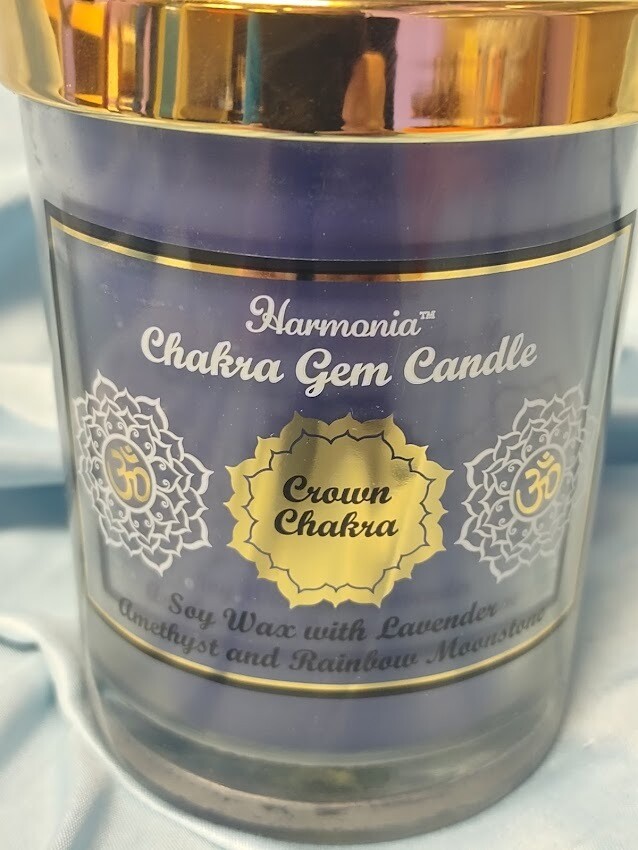 Harmonia™
Chakra Gem Candle
ॐ
Crown
Chakra
ॐ
Soy Wax with Lavender
Amethyst and Rainbow Moonstone